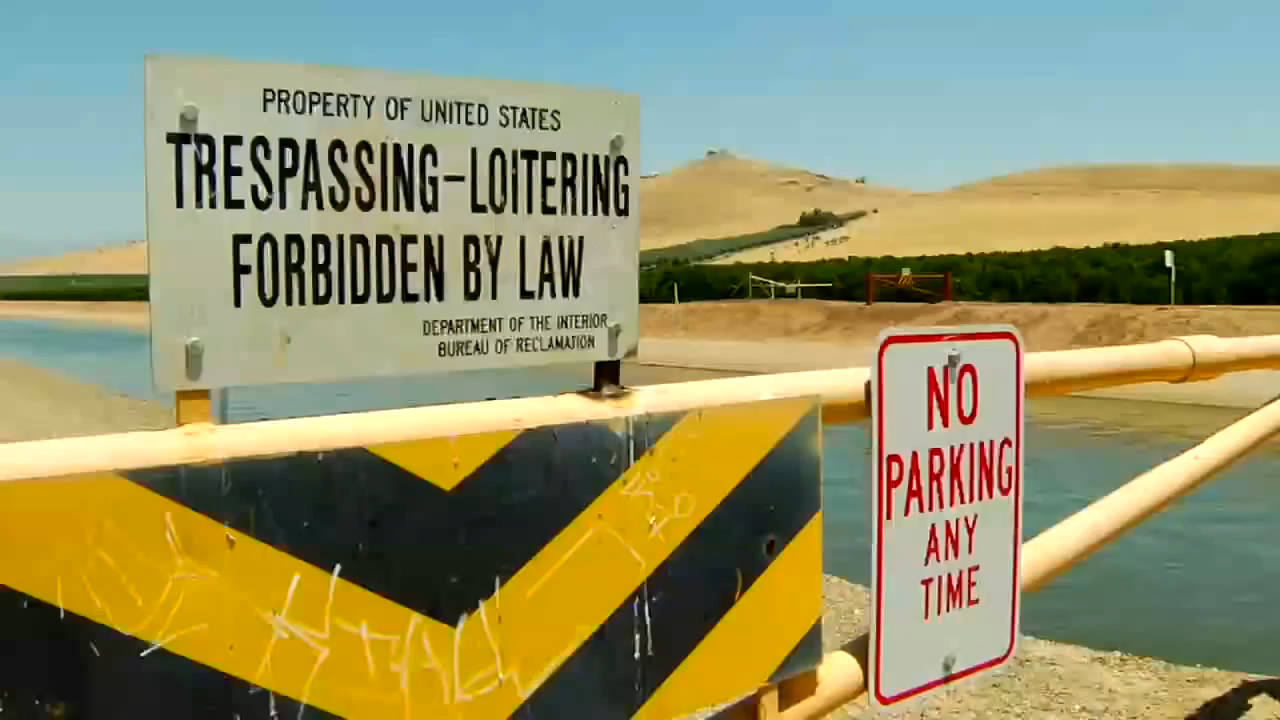 PROPERTY OF UNITED STATES
TRESPASSING-LOITERING
FORBIDDEN BY LAW
DEPARTMENT OF THE INTERIOR
BUREAU OF RECLAMATION
NO
PARKING
ANY
TIME